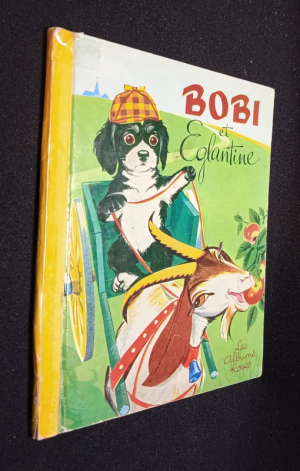 BOBI
et
Eglantine
Les
Albums
Roses